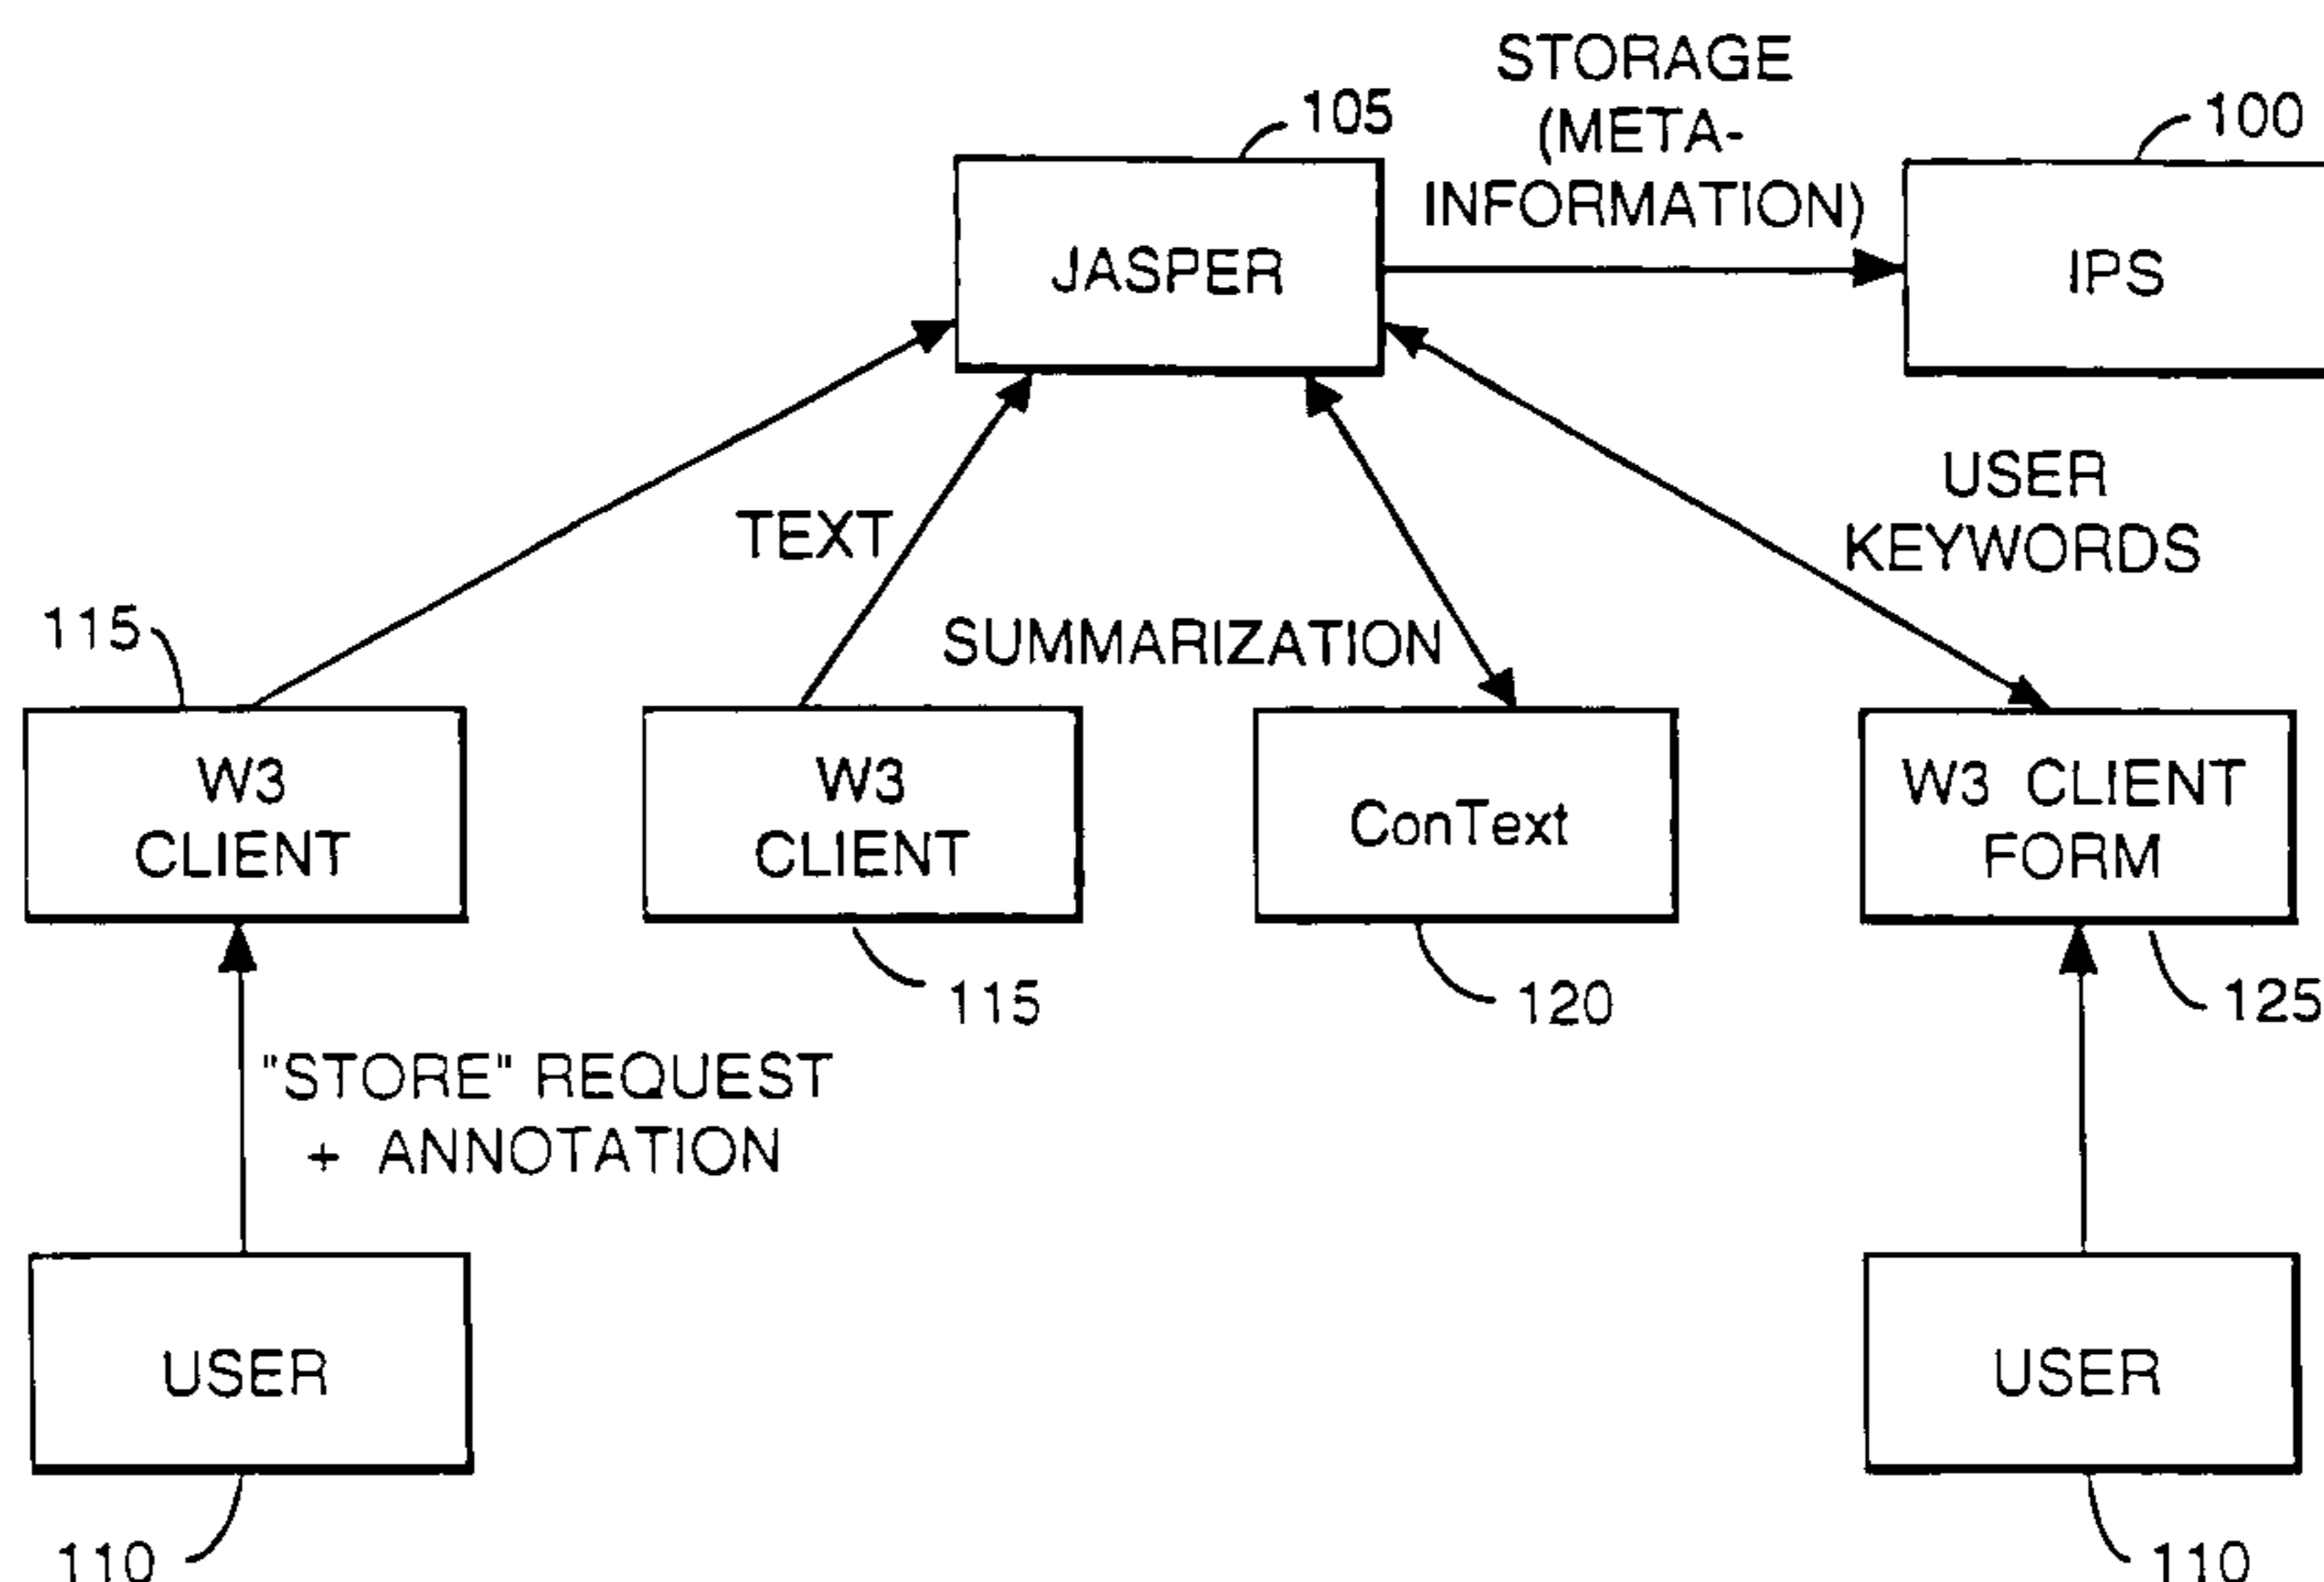 STORAGE
(META-
INFORMATION)
105
100
JASPER
IPS
USER
KEYWORDS
TEXT
SUMMARIZATION
115
W3
CLIENT
W3
CLIENT
ConText
W3 CLIENT
FORM
115
120
125
"STORE" REQUEST
+ ANNOTATION
USER
USER
110
110